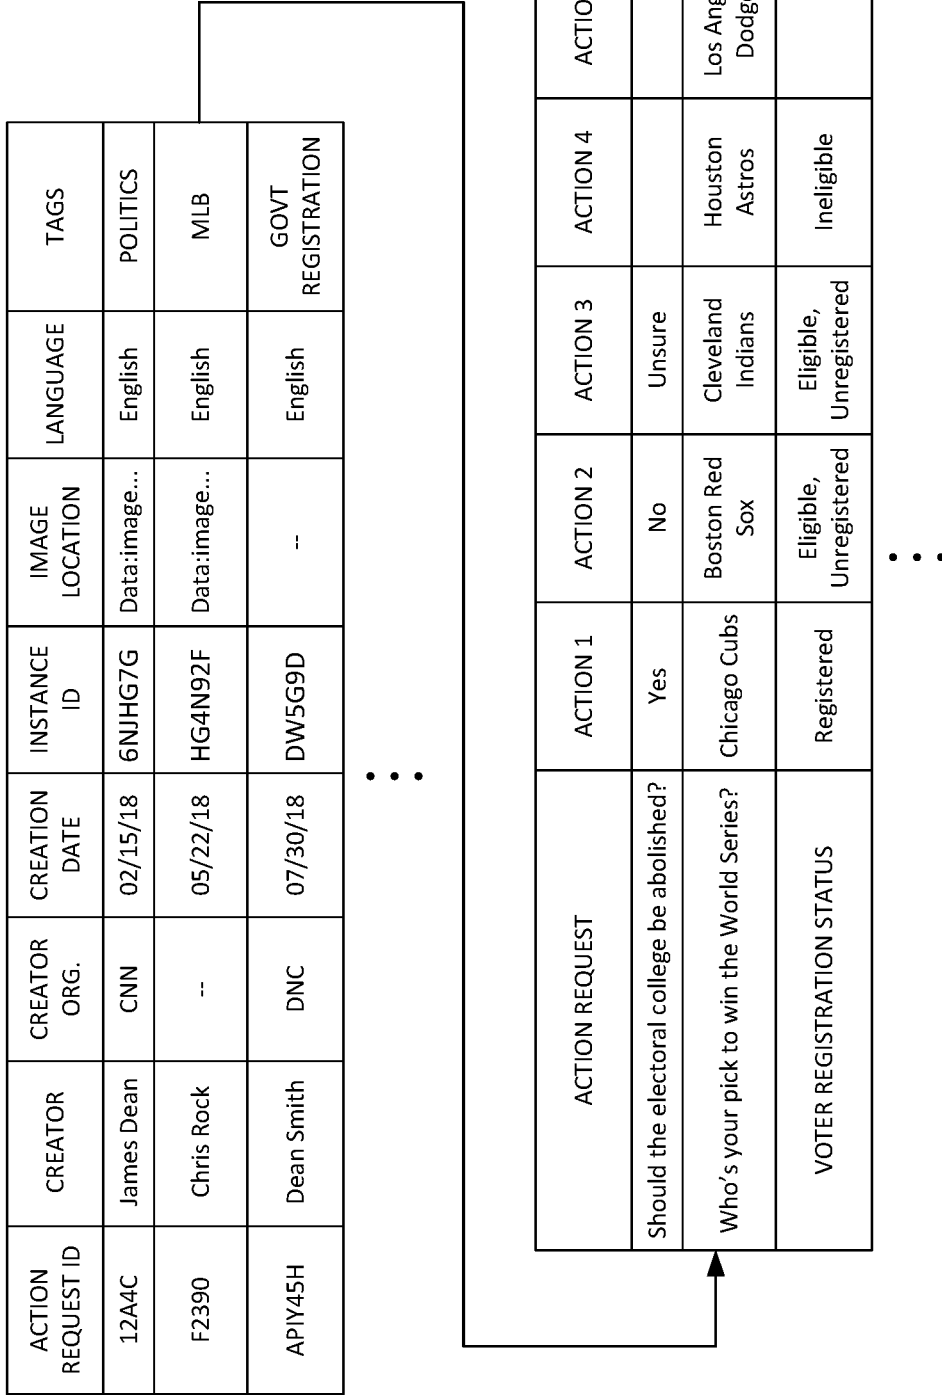 ACTION REQUEST ID CREATOR CREATOR ORG. CREATION DATE INSTANCE ID IMAGE LOCATION LANGUAGE TAGS
12A4C James Dean CNN 02/15/18 6NJHG7G Data:image... English POLITICS
F2390 Chris Rock -- 05/22/18 HG4N92F Data:image... English MLB
APIY45H Dean Smith DNC 07/30/18 DW5G9D -- English GOVT REGISTRATION
ACTION REQUEST ACTION 1 ACTION 2 ACTION 3 ACTION 4
Should the electoral college be abolished? Yes No Unsure
Who's your pick to win the World Series? Chicago Cubs Boston Red Sox Cleveland Indians Houston Astros Los
VOTER REGISTRATION STATUS Registered Eligible, Unregistered Eligible, Unregistered Ineligible